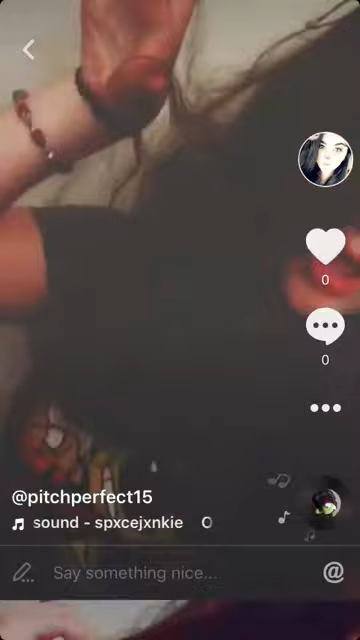 0
0
@pitchperfect15
sound - spxcejxnkie
Say something nice...
@